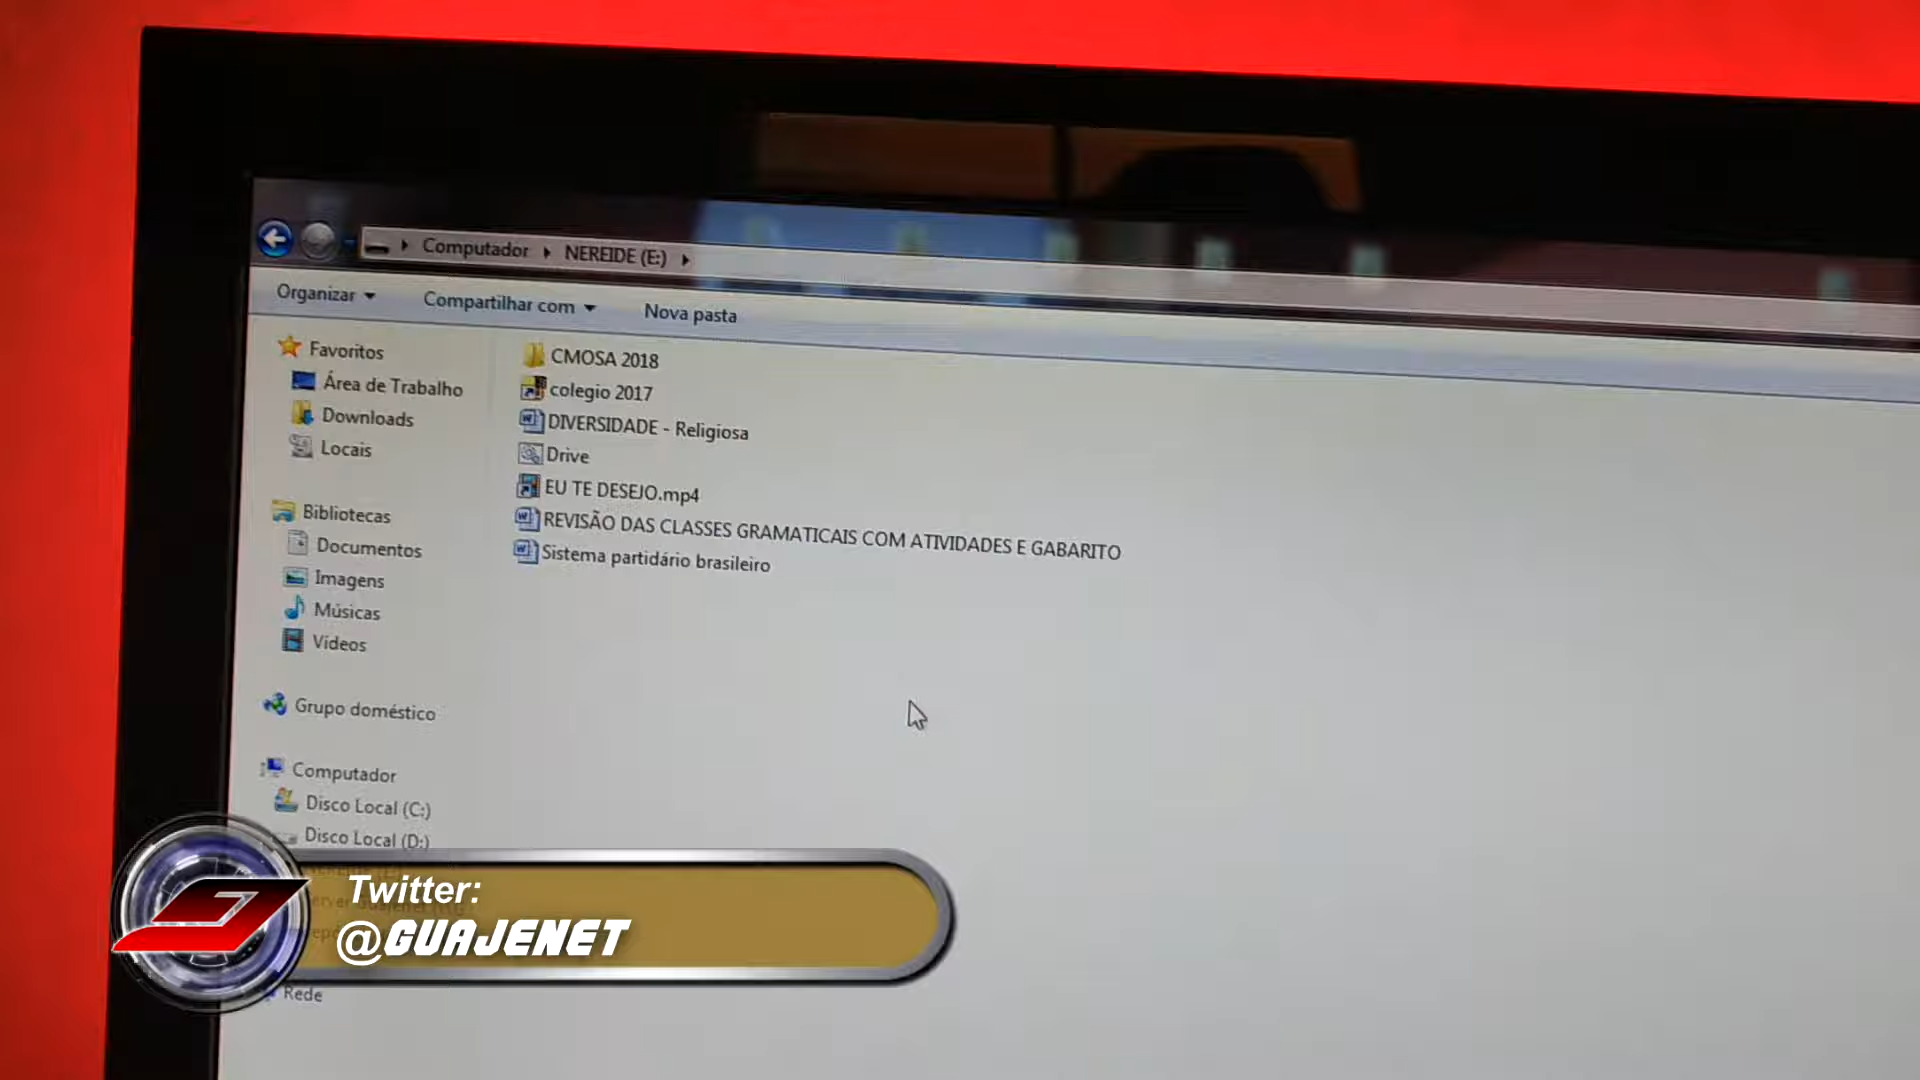 Computador
NEREIDE (E:)
Organizar
Compartilhar com
Nova pasta
Favoritos
Área de Trabalho
Downloads
Locais
Bibliotecas
Documentos
Imagens
Músicas
Vídeos
Grupo doméstico
Computador
Disco Local (C:)
Disco Local (D:)
Rede
CMOSA 2018
colegio 2017
DIVERSIDADE - Religiosa
Drive
EU TE DESEJO.mp4
REVISÃO DAS CLASSES GRAMATICAIS COM ATIVIDADES E GABARITO
Sistema partidário brasileiro
Twitter:
@GUAJENET